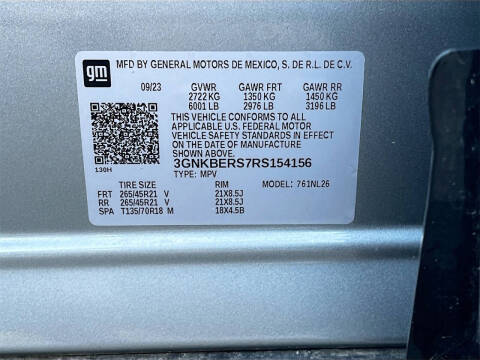 gm
MFD BY GENERAL MOTORS DE MEXICO, S. DE R.L. DE C.V.
09/23 GVWR GAWR FRT GAWR RR
2722 KG 1350 KG 1450 KG
6001 LB 2976 LB 3196 LB
THIS VEHICLE CONFORMS TO ALL
APPLICABLE U.S. FEDERAL MOTOR
VEHICLE SAFETY STANDARDS IN EFFECT
ON THE DATE OF MANUFACTURE
SHOWN ABOVE.
3GNKBERS7RS154156
130H TYPE: MPV
TIRE SIZE RIM MODEL: 761NL26
FRT 265/45R21 V 21X8.5J
RR 265/45R21 V 21X8.5J
SPA T135/70R18 M 18X4.5B